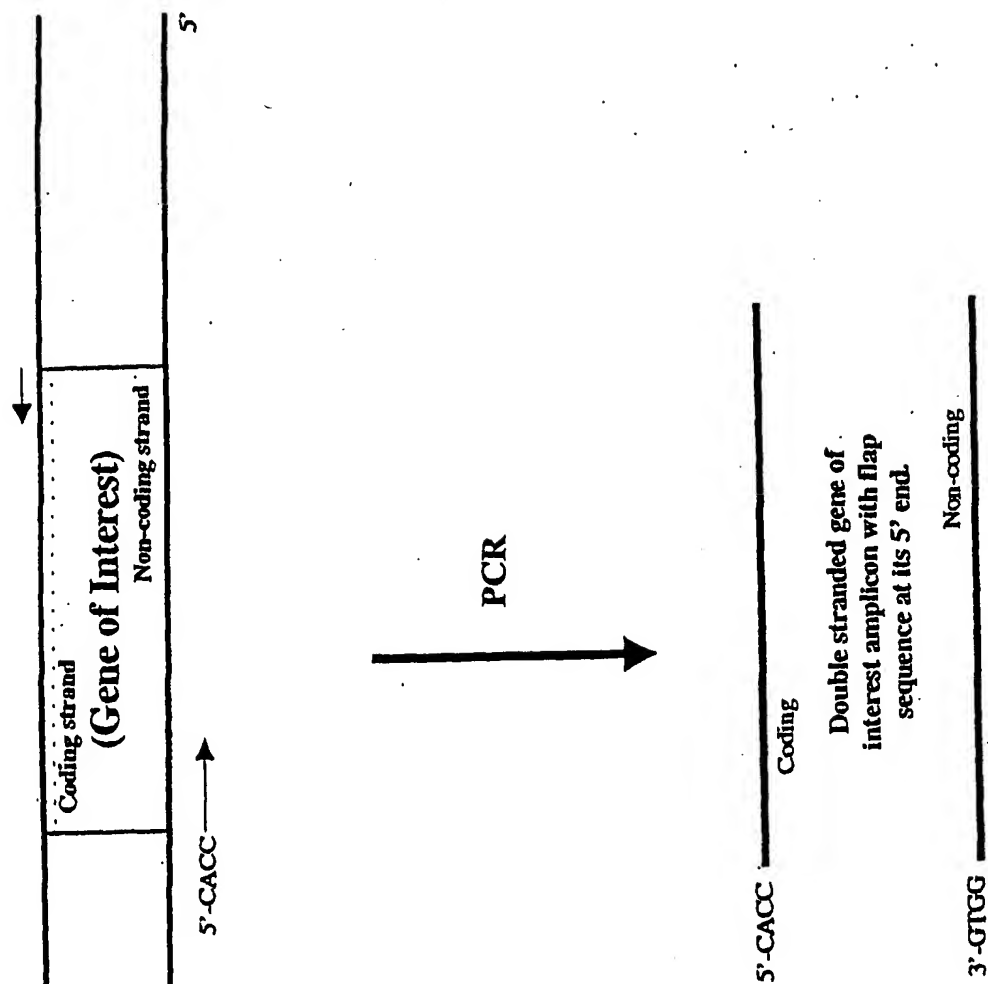 5'
Coding strand
(Gene of Interest)
Non-coding strand
5'-CACC
PCR
5'-CACC
Coding
Double stranded gene of
interest amplicon with flap
sequence at its 5' end.
Non-coding
3'-GTGG